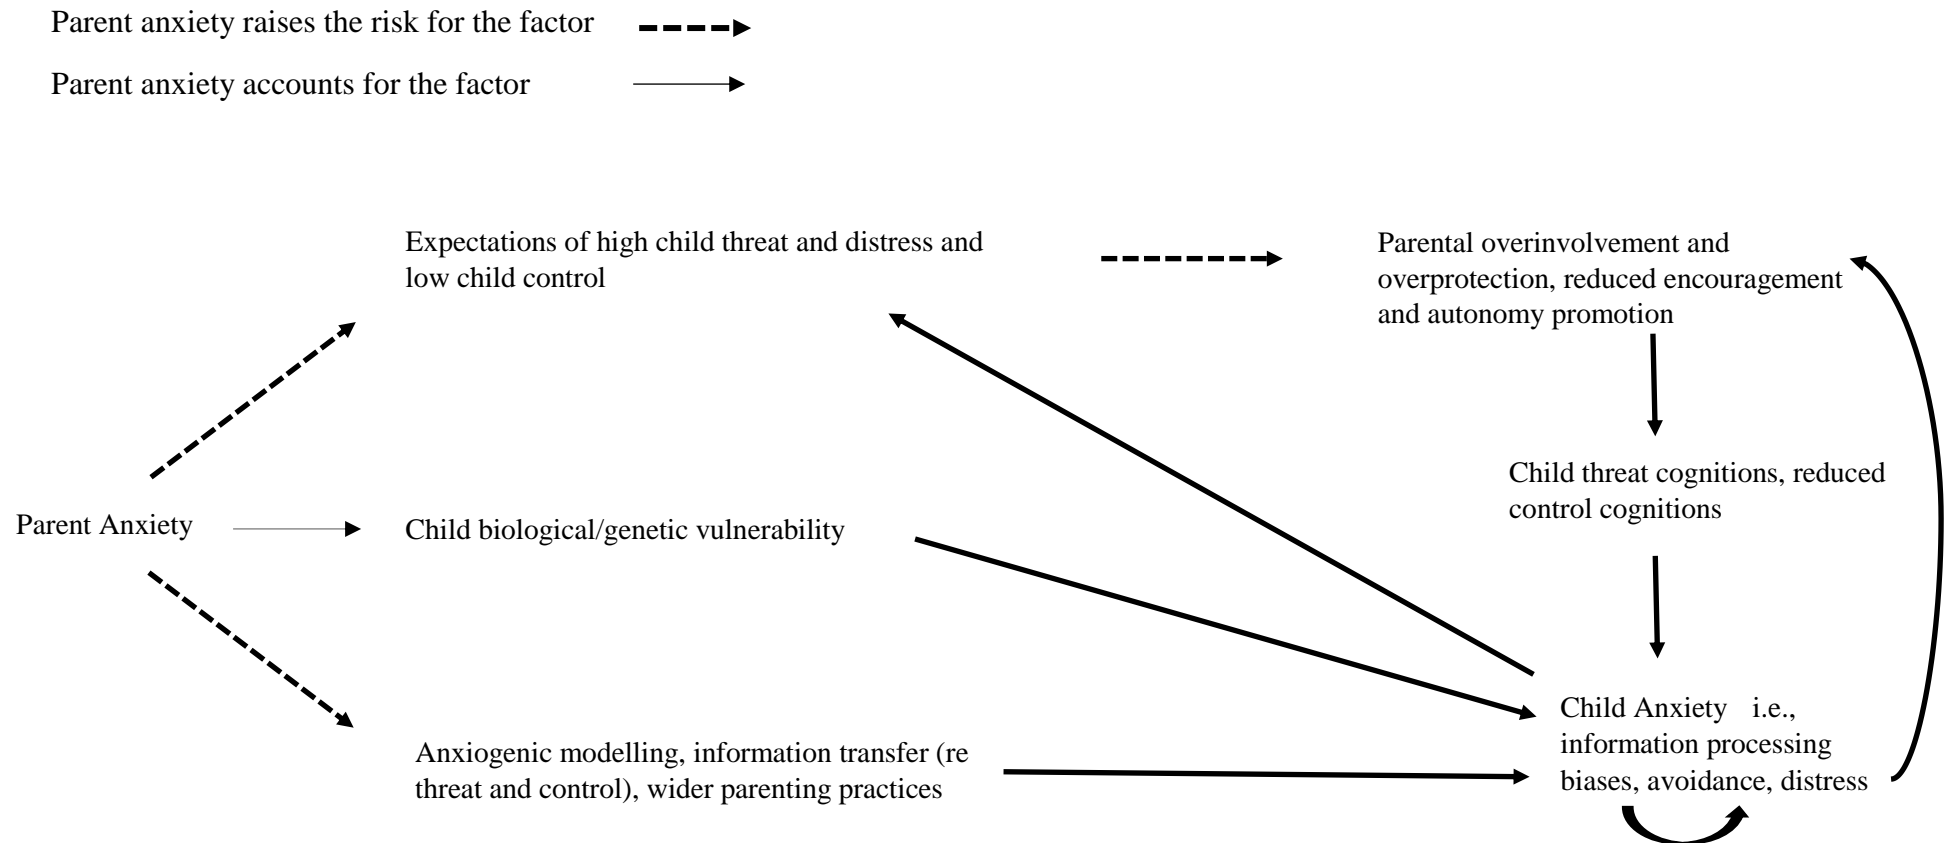 Parent anxiety raises the risk for the factor
Parent anxiety accounts for the factor
Expectations of high child threat and distress and
low child control
Parental overinvolvement and
overprotection, reduced encouragement
and autonomy promotion
Child threat cognitions, reduced
control cognitions
Parent Anxiety
Child biological/genetic vulnerability
Child Anxiety i.e.,
information processing
biases, avoidance, distress
Anxiogenic modelling, information transfer (re
threat and control), wider parenting practices